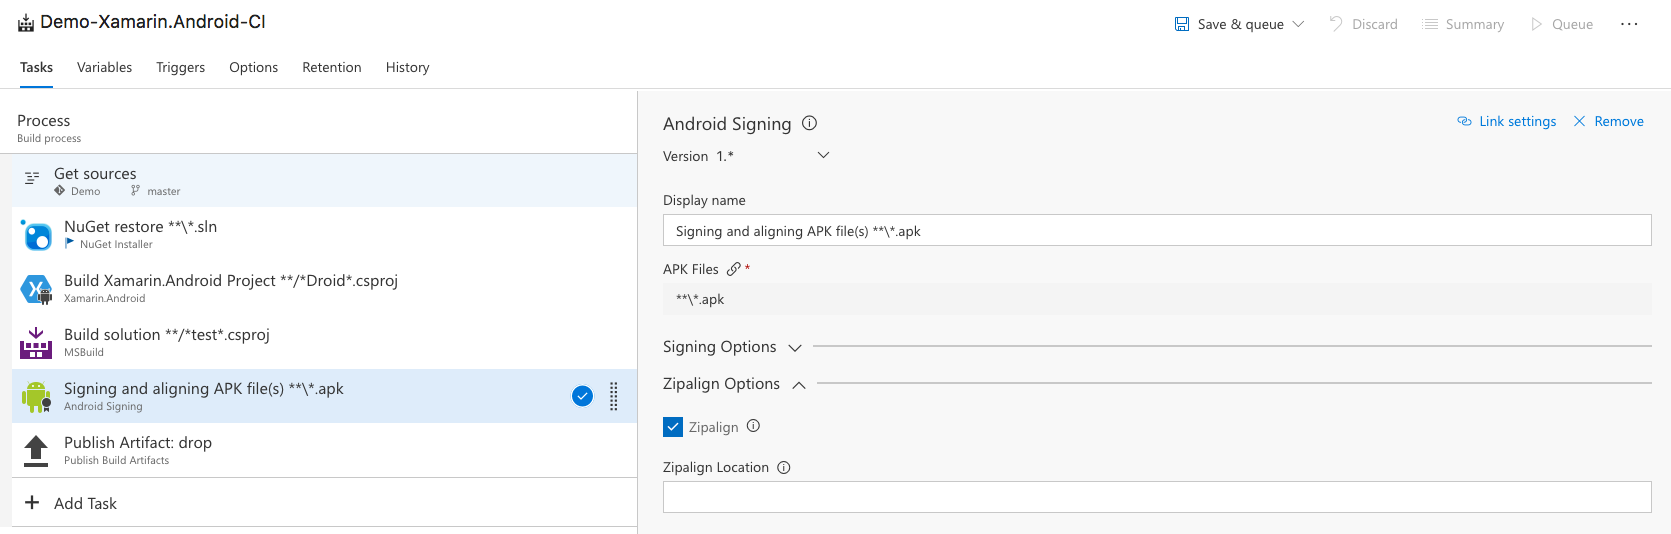 Demo-Xamarin.Android-CI
Save & queue
Discard
Summary
Queue
Tasks
Variables
Triggers
Options
Retention
History
Process
Build process
Get sources
Demo
master
NuGet restore **\*.sln
NuGet Installer
Build Xamarin.Android Project **/*Droid*.csproj
Xamarin.Android
Build solution **/*test*.csproj
MSBuild
Signing and aligning APK file(s) **\*.apk
Android Signing
Publish Artifact: drop
Publish Build Artifacts
Add Task
Android Signing
Link settings
Remove
Version 1.*
Display name
Signing and aligning APK file(s) **\*.apk
APK Files *
**\*.apk
Signing Options
Zipalign Options
Zipalign
Zipalign Location